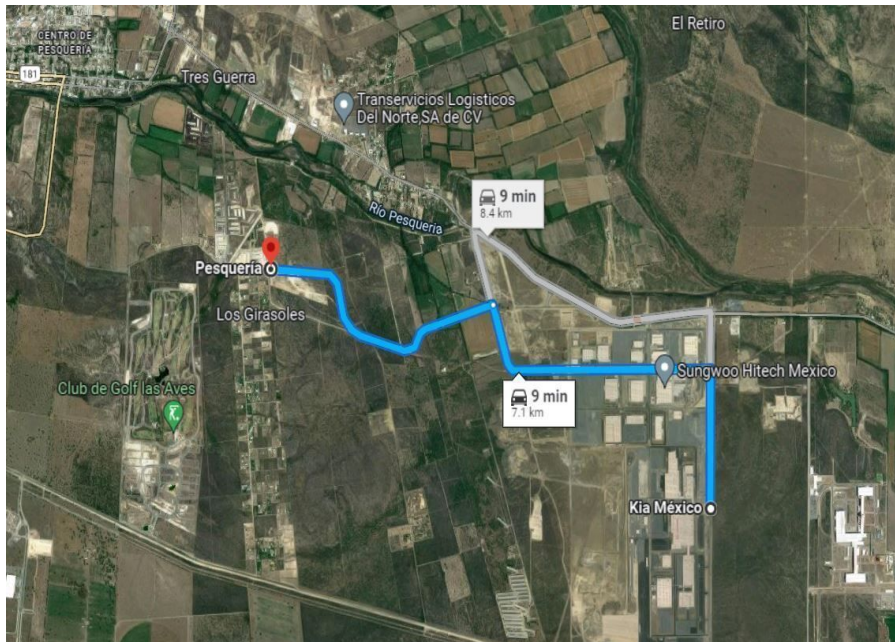 El Retiro
CENTRO DE
PESQUERÍA
181
Tres Guerra
Transervicios Logisticos
Del Norte SA de CV
9 min
8.4 km
Río Pesquería
Pesquería
Los Girasoles
Sungwoo Hitech Mexico
Club de Golf las Aves
9 min
7.1 km
Kia México